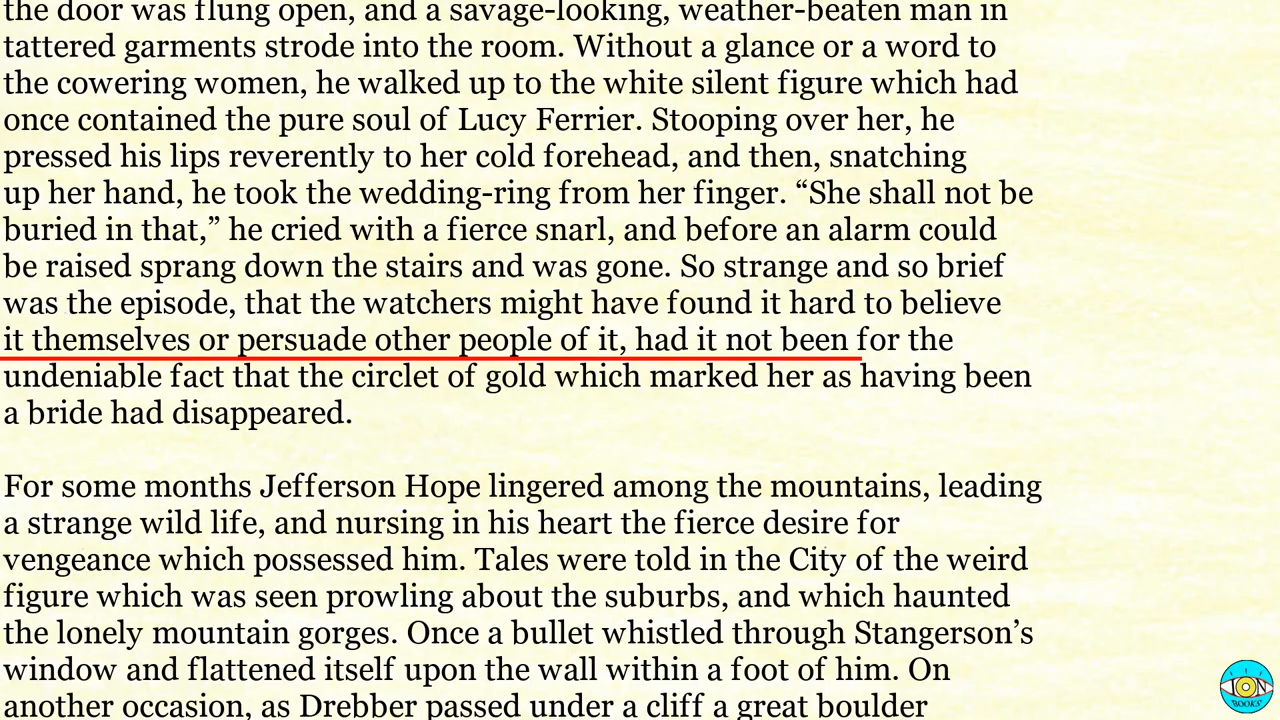 the door was flung open, and a savage-looking, weather-beaten man in
tattered garments strode into the room. Without a glance or a word to
the cowering women, he walked up to the white silent figure which had
once contained the pure soul of Lucy Ferrier. Stooping over her, he
pressed his lips reverently to her cold forehead, and then, snatching
up her hand, he took the wedding-ring from her finger. “She shall not be
buried in that,” he cried with a fierce snarl, and before an alarm could
be raised sprang down the stairs and was gone. So strange and so brief
was the episode, that the watchers might have found it hard to believe
it themselves or persuade other people of it, had it not been for the
undeniable fact that the circlet of gold which marked her as having been
a bride had disappeared.
For some months Jefferson Hope lingered among the mountains, leading
a strange wild life, and nursing in his heart the fierce desire for
vengeance which possessed him. Tales were told in the City of the weird
figure which was seen prowling about the suburbs, and which haunted
the lonely mountain gorges. Once a bullet whistled through Stangerson’s
window and flattened itself upon the wall within a foot of him. On
another occasion, as Drebber passed under a cliff a great boulder
ION
BOOKS